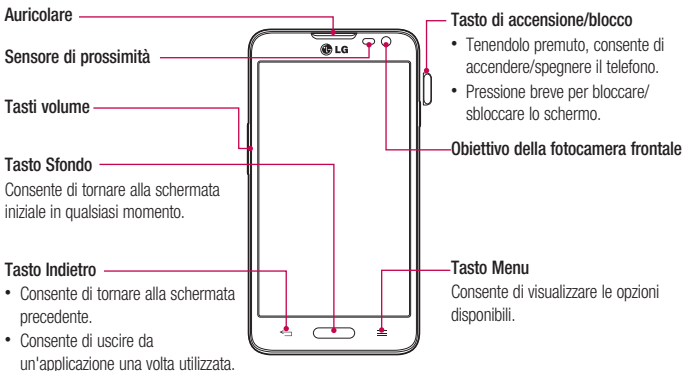 Auricolare
Sensore di prossimità
Tasti volume
Tasto Sfondo
Consente di tornare alla schermata
iniziale in qualsiasi momento.
Tasto Indietro
• Consente di tornare alla schermata
precedente.
• Consente di uscire da
un'applicazione una volta utilizzata.
LG
Tasto di accensione/blocco
• Tenendolo premuto, consente di
accendere/spegnere il telefono.
• Pressione breve per bloccare/
sbloccare lo schermo.
Obiettivo della fotocamera frontale
Tasto Menu
Consente di visualizzare le opzioni
disponibili.